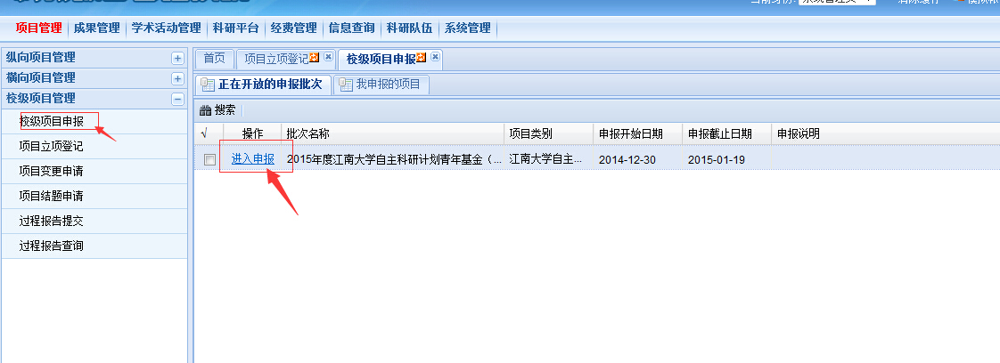 当前身份:
项目管理 成果管理 学术活动管理 科研平台 经费管理 信息查询 科研队伍 系统管理
纵向项目管理
横向项目管理
校级项目管理
校级项目申报
项目立项登记
项目变更申请
项目结题申请
过程报告提交
过程报告查询
首页 项目立项登记 校级项目申报
正在开放的申报批次 我申报的项目
搜索
√ 操作 批次名称 项目类别 申报开始日期 申报截止日期 申报说明
进入申报 2015年度江南大学自主科研计划青年基金（... 江南大学自主... 2014-12-30 2015-01-19